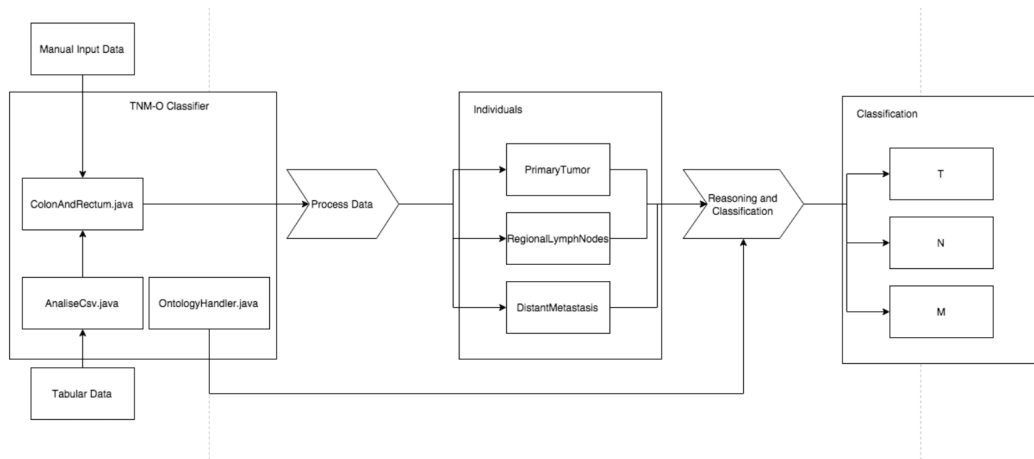 Manual Input Data
TNM-O Classifier
ColonAndRectum.java
AnaliseCsv.java
OntologyHandler.java
Tabular Data
Process Data
Individuals
PrimaryTumor
RegionalLymphNodes
DistantMetastasis
Reasoning and
Classification
Classification
T
N
M